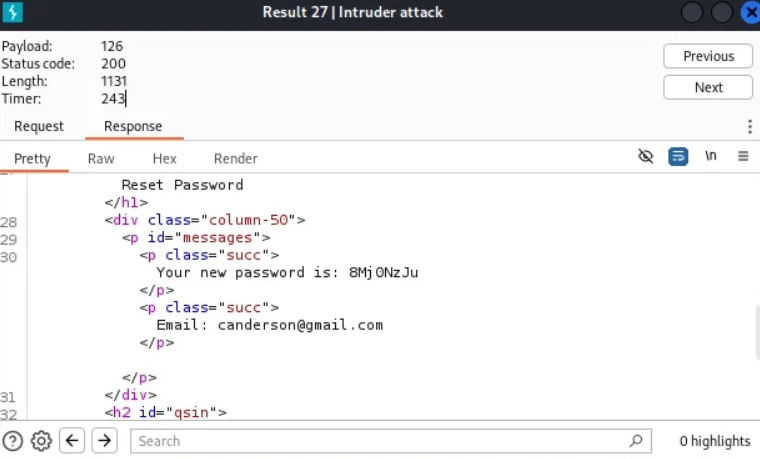 Result 27 | Intruder attack
Payload: 126
Status code: 200
Length: 1131
Timer: 243
Previous
Next
Request Response
Pretty Raw Hex Render \n
Reset Password
</h1>
28 <div class="column-50">
29 <p id="messages">
30 <p class="succ">
Your new password is: 8Mj0NzJu
</p>
<p class="succ">
Email: canderson@gmail.com
</p>
</p>
31 </div>
32 <h2 id="qsin">
Search 0 highlights